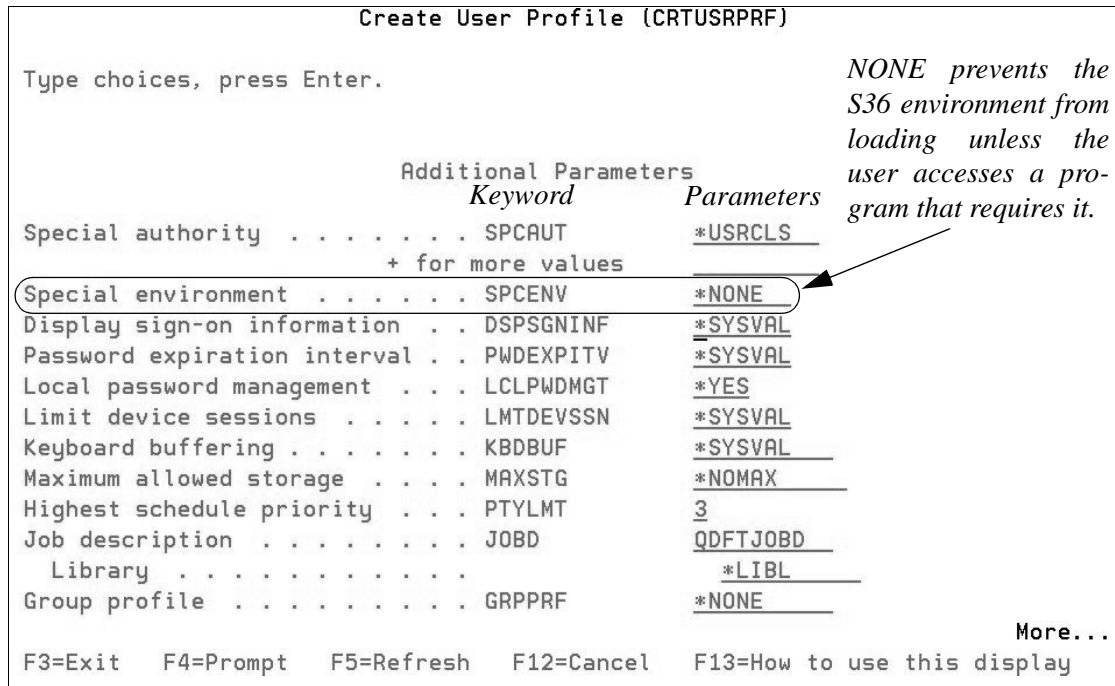 Create User Profile (CRTUSRPRF)
Type choices, press Enter.
NONE prevents the
S36 environment from
loading unless the
user accesses a pro-
gram that requires it.
Additional Parameters
Keyword Parameters
Special authority . . . . . . . SPCAUT *USRCLS
+ for more values
Special environment . . . . . . SPCENV *NONE
Display sign-on information . . DSPSGNINF *SYSVAL
Password expiration interval . . PWDEXPITV *SYSVAL
Local password management . . . LCLPWDMGT *YES
Limit device sessions . . . . . LMTDEVSSN *SYSVAL
Keyboard buffering . . . . . . . KBDBUF *SYSVAL
Maximum allowed storage . . . . MAXSTG *NOMAX
Highest schedule priority . . . PTYLMT 3
Job description . . . . . . . . JOBD QDFTJOBD
Library . . . . . . . . . . . *LIBL
Group profile . . . . . . . . . GRPPRF *NONE
More...
F3=Exit F4=Prompt F5=Refresh F12=Cancel F13=How to use this display